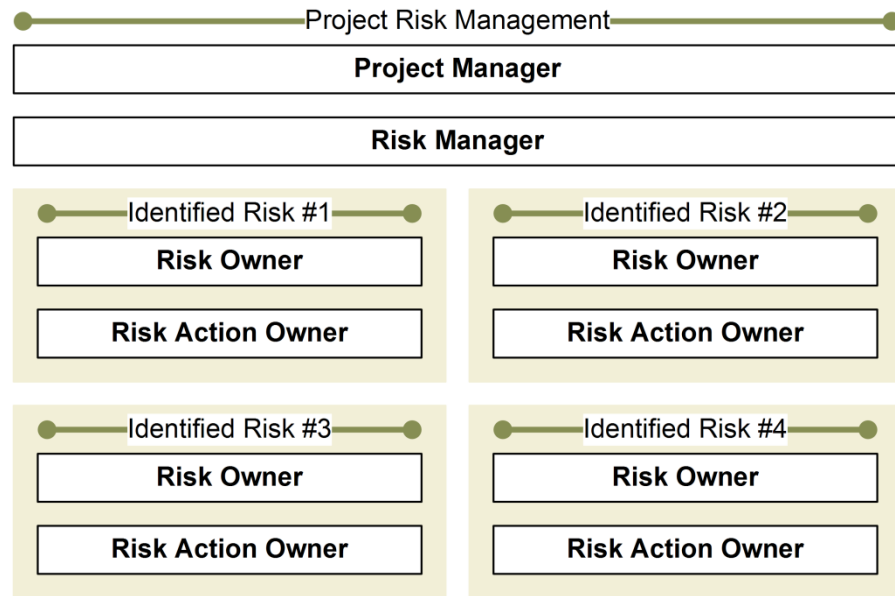 Project Risk Management
Project Manager
Risk Manager
Identified Risk #1
Risk Owner
Risk Action Owner
Identified Risk #2
Risk Owner
Risk Action Owner
Identified Risk #3
Risk Owner
Risk Action Owner
Identified Risk #4
Risk Owner
Risk Action Owner